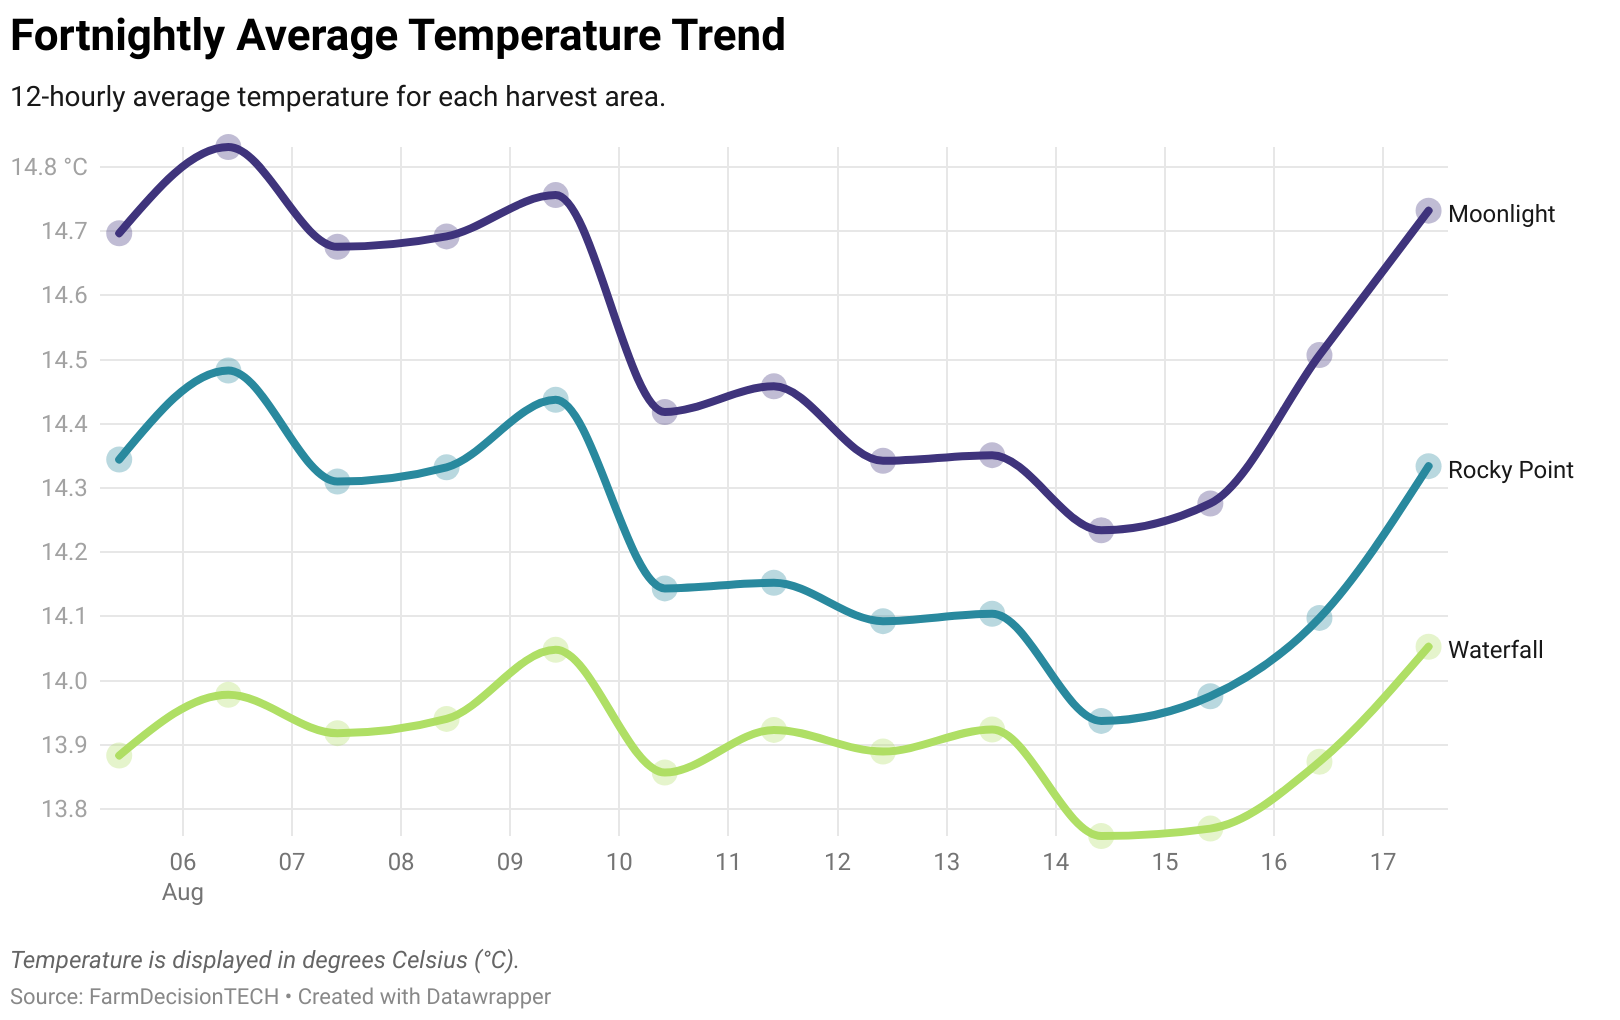 Fortnightly Average Temperature Trend
12-hourly average temperature for each harvest area.
14.8 °C
14.7
14.6
14.5
14.4
14.3
14.2
14.1
14.0
13.9
13.8
Moonlight
Rocky Point
Waterfall
06 07 08 09 10 11 12 13 14 15 16 17
Aug
Temperature is displayed in degrees Celsius (°C).
Source: FarmDecisionTECH • Created with Datawrapper